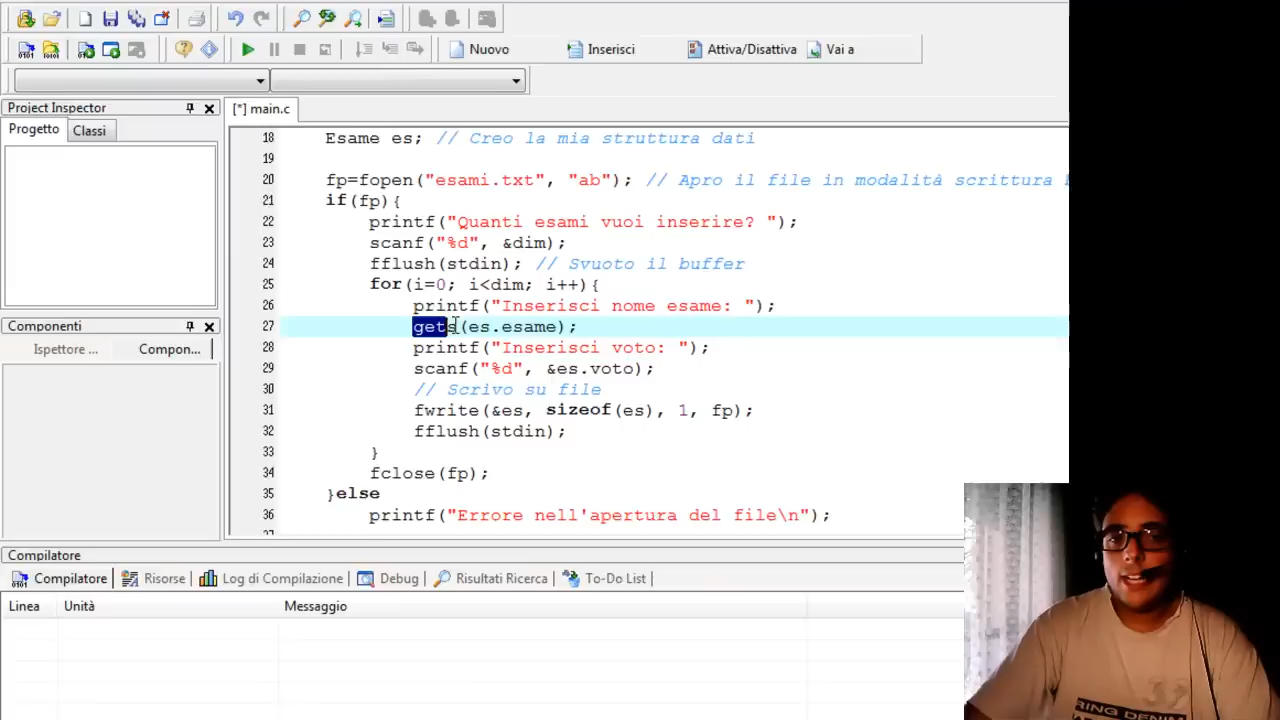 Nuovo Inserisci Attiva/Disattiva Vai a
Project Inspector
[*] main.c
Progetto Classi
18 Esame es; // Creo la mia struttura dati
19
20 fp=fopen("esami.txt", "ab"); // Apro il file in modalità scrittura
21 if(fp){
22 printf("Quanti esami vuoi inserire? ");
23 scanf("%d", &dim);
24 fflush(stdin); // Svuoto il buffer
25 for(i=0; i<dim; i++){
26 printf("Inserisci nome esame: ");
27 gets(es.esame);
28 printf("Inserisci voto: ");
29 scanf("%d", &es.voto);
30 // Scrivo su file
31 fwrite(&es, sizeof(es), 1, fp);
32 fflush(stdin);
33 }
34 fclose(fp);
35 }else
36 printf("Errore nell'apertura del file\n");
Componenti
Ispettore ... Compon...
Compilatore
Compilatore Risorse Log di Compilazione Debug Risultati Ricerca To-Do List
Linea Unità Messaggio
RING DENIM